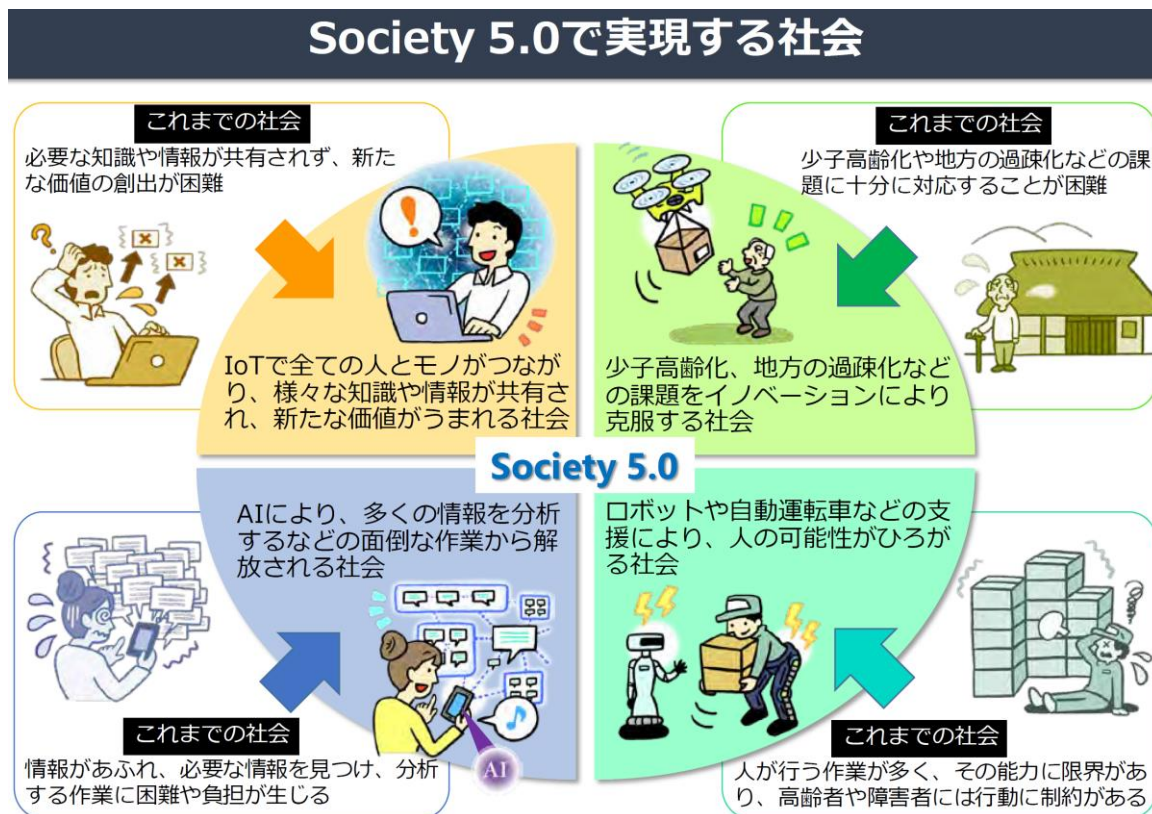 Society 5.0で実現する社会
これまでの社会
必要な知識や情報が共有されず、新た
な価値の創出が困難
IoTで全ての人とモノがつなが
り、様々な知識や情報が共有さ
れ、新たな価値がうまれる社会
これまでの社会
少子高齢化や地方の過疎化などの課
題に十分に対応することが困難
少子高齢化、地方の過疎化など
の課題をイノベーションにより
克服する社会
Society 5.0
AIにより、多くの情報を分析
するなどの面倒な作業から解
放される社会
AI
これまでの社会
情報があふれ、必要な情報を見つけ、分析
する作業に困難や負担が生じる
ロボットや自動運転車などの支
援により、人の可能性がひろが
る社会
これまでの社会
人が行う作業が多く、その能力に限界があ
り、高齢者や障害者には行動に制約がある